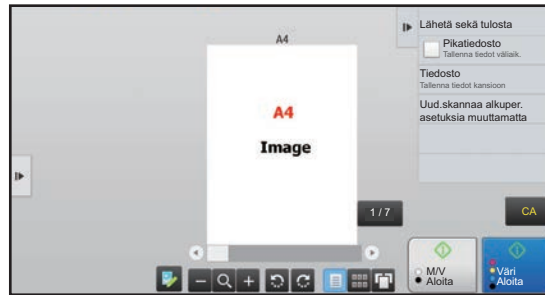 A4
A4
Image
1 / 7
Lähetä sekä tulosta
Pikatiedosto
Tallenna tiedot väliaik.
Tiedosto
Tallenna tiedot kansioon
Uud.skannaa alkuper.
asetuksia muuttamatta
CA
M/V
Aloita
Väri
Aloita